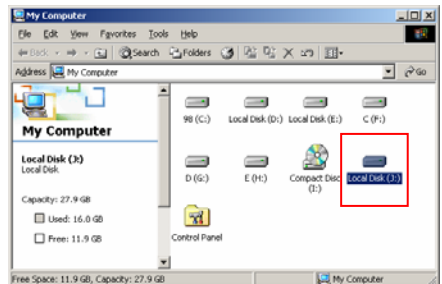 My Computer
File Edit View Favorites Tools Help
Back Search Folders
Address My Computer Go
My Computer
Local Disk (J:)
Local Disk
Capacity: 27.9 GB
Used: 16.0 GB
Free: 11.9 GB
98 (C:) Local Disk (D:) Local Disk (E:) C (F:)
D (G:) E (H:) Compact Disc (I:) Local Disk (J:)
Control Panel
Free Space: 11.9 GB, Capacity: 27.9 GB My Computer